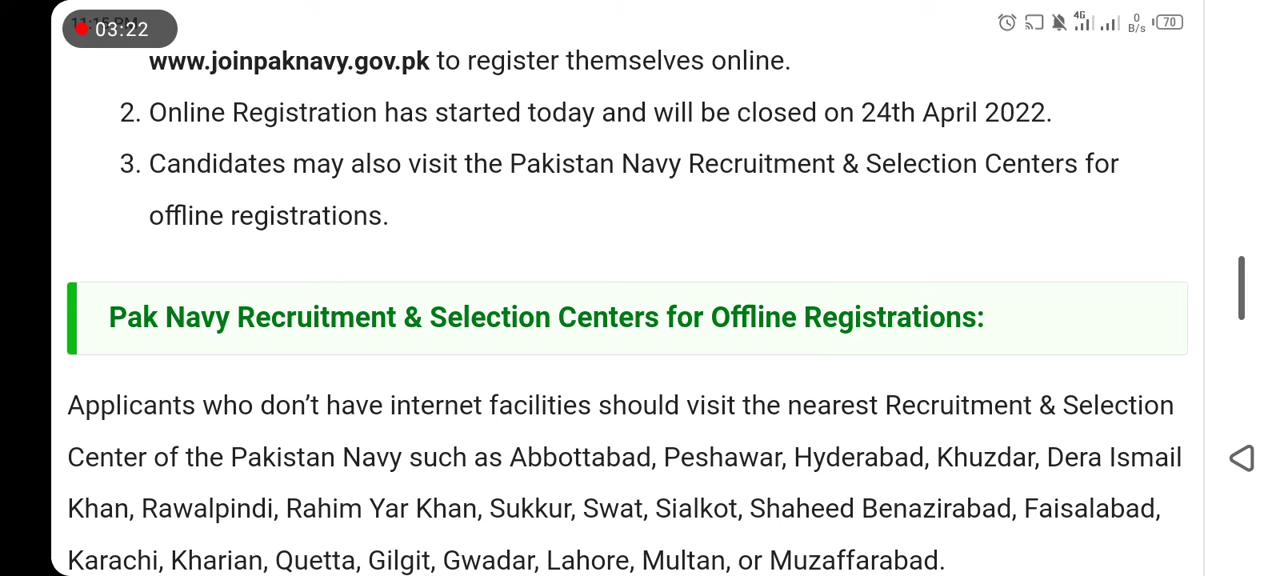 03:22
4G
0
B/s
70
www.joinpaknavy.gov.pk to register themselves online.
2. Online Registration has started today and will be closed on 24th April 2022.
3. Candidates may also visit the Pakistan Navy Recruitment & Selection Centers for
offline registrations.
Pak Navy Recruitment & Selection Centers for Offline Registrations:
Applicants who don’t have internet facilities should visit the nearest Recruitment & Selection
Center of the Pakistan Navy such as Abbottabad, Peshawar, Hyderabad, Khuzdar, Dera Ismail
Khan, Rawalpindi, Rahim Yar Khan, Sukkur, Swat, Sialkot, Shaheed Benazirabad, Faisalabad,
Karachi, Kharian, Quetta, Gilgit, Gwadar, Lahore, Multan, or Muzaffarabad.